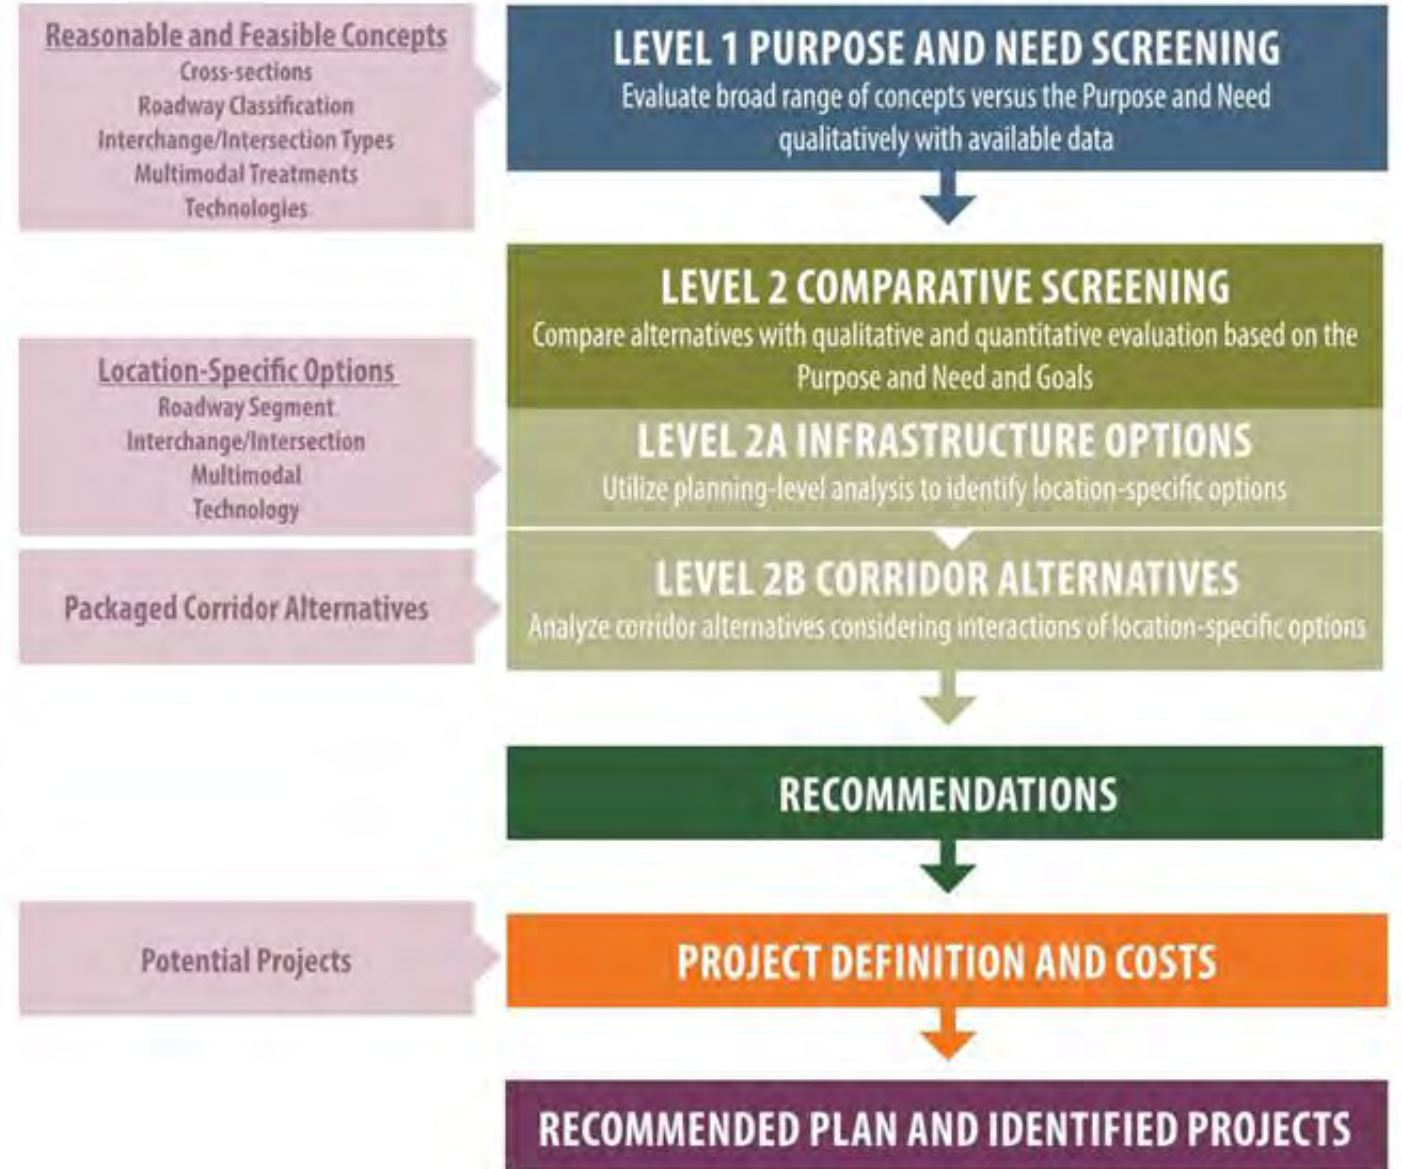 Reasonable and Feasible Concepts
Cross-sections
Roadway Classification
Interchange/Intersection Types
Multimodal Treatments
Technologies
LEVEL 1 PURPOSE AND NEED SCREENING
Evaluate broad range of concepts versus the Purpose and Need
qualitatively with available data
LEVEL 2 COMPARATIVE SCREENING
Compare alternatives with qualitative and quantitative evaluation based on the
Purpose and Need and Goals
Location-Specific Options
Roadway Segment
Interchange/Intersection
Multimodal
Technology
LEVEL 2A INFRASTRUCTURE OPTIONS
Utilize planning-level analysis to identify location-specific options
Packaged Corridor Alternatives
LEVEL 2B CORRIDOR ALTERNATIVES
Analyze corridor alternatives considering interactions of location-specific options
RECOMMENDATIONS
Potential Projects
PROJECT DEFINITION AND COSTS
RECOMMENDED PLAN AND IDENTIFIED PROJECTS